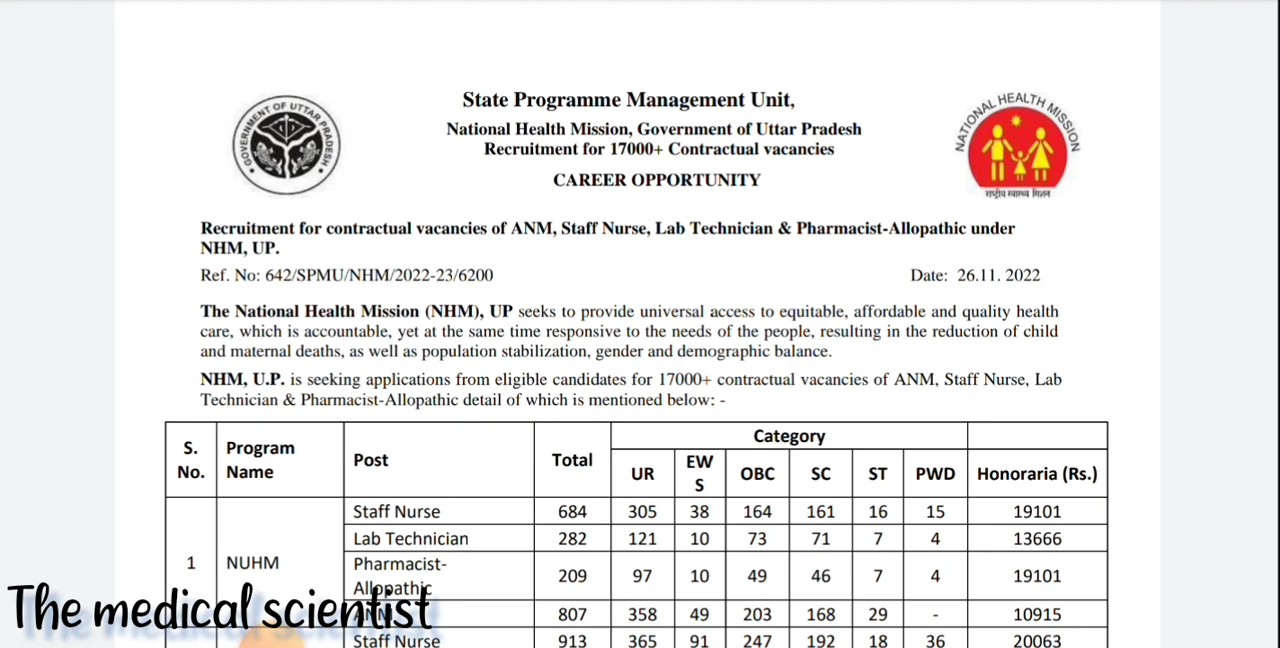 State Programme Management Unit,
National Health Mission, Government of Uttar Pradesh
Recruitment for 17000+ Contractual vacancies
CAREER OPPORTUNITY
GOVERNMENT OF UTTAR PRADESH
NATIONAL HEALTH MISSION
राष्ट्रीय स्वास्थ्य मिशन
Recruitment for contractual vacancies of ANM, Staff Nurse, Lab Technician & Pharmacist-Allopathic under
NHM, UP.
Ref. No: 642/SPMU/NHM/2022-23/6200 Date: 26.11. 2022
The National Health Mission (NHM), UP seeks to provide universal access to equitable, affordable and quality health
care, which is accountable, yet at the same time responsive to the needs of the people, resulting in the reduction of child
and maternal deaths, as well as population stabilization, gender and demographic balance.
NHM, U.P. is seeking applications from eligible candidates for 17000+ contractual vacancies of ANM, Staff Nurse, Lab
Technician & Pharmacist-Allopathic detail of which is mentioned below: -
S. No. Program Name Post Total Category
UR EWS OBC SC ST PWD Honoraria (Rs.)
1 NUHM
Staff Nurse 684 305 38 164 161 16 15 19101
Lab Technician 282 121 10 73 71 7 4 13666
Pharmacist-
Allopathic 209 97 10 49 46 7 4 19101
ANM 807 358 49 203 168 29 - 10915
Staff Nurse 913 365 91 247 192 18 36 20063
The medical scientist